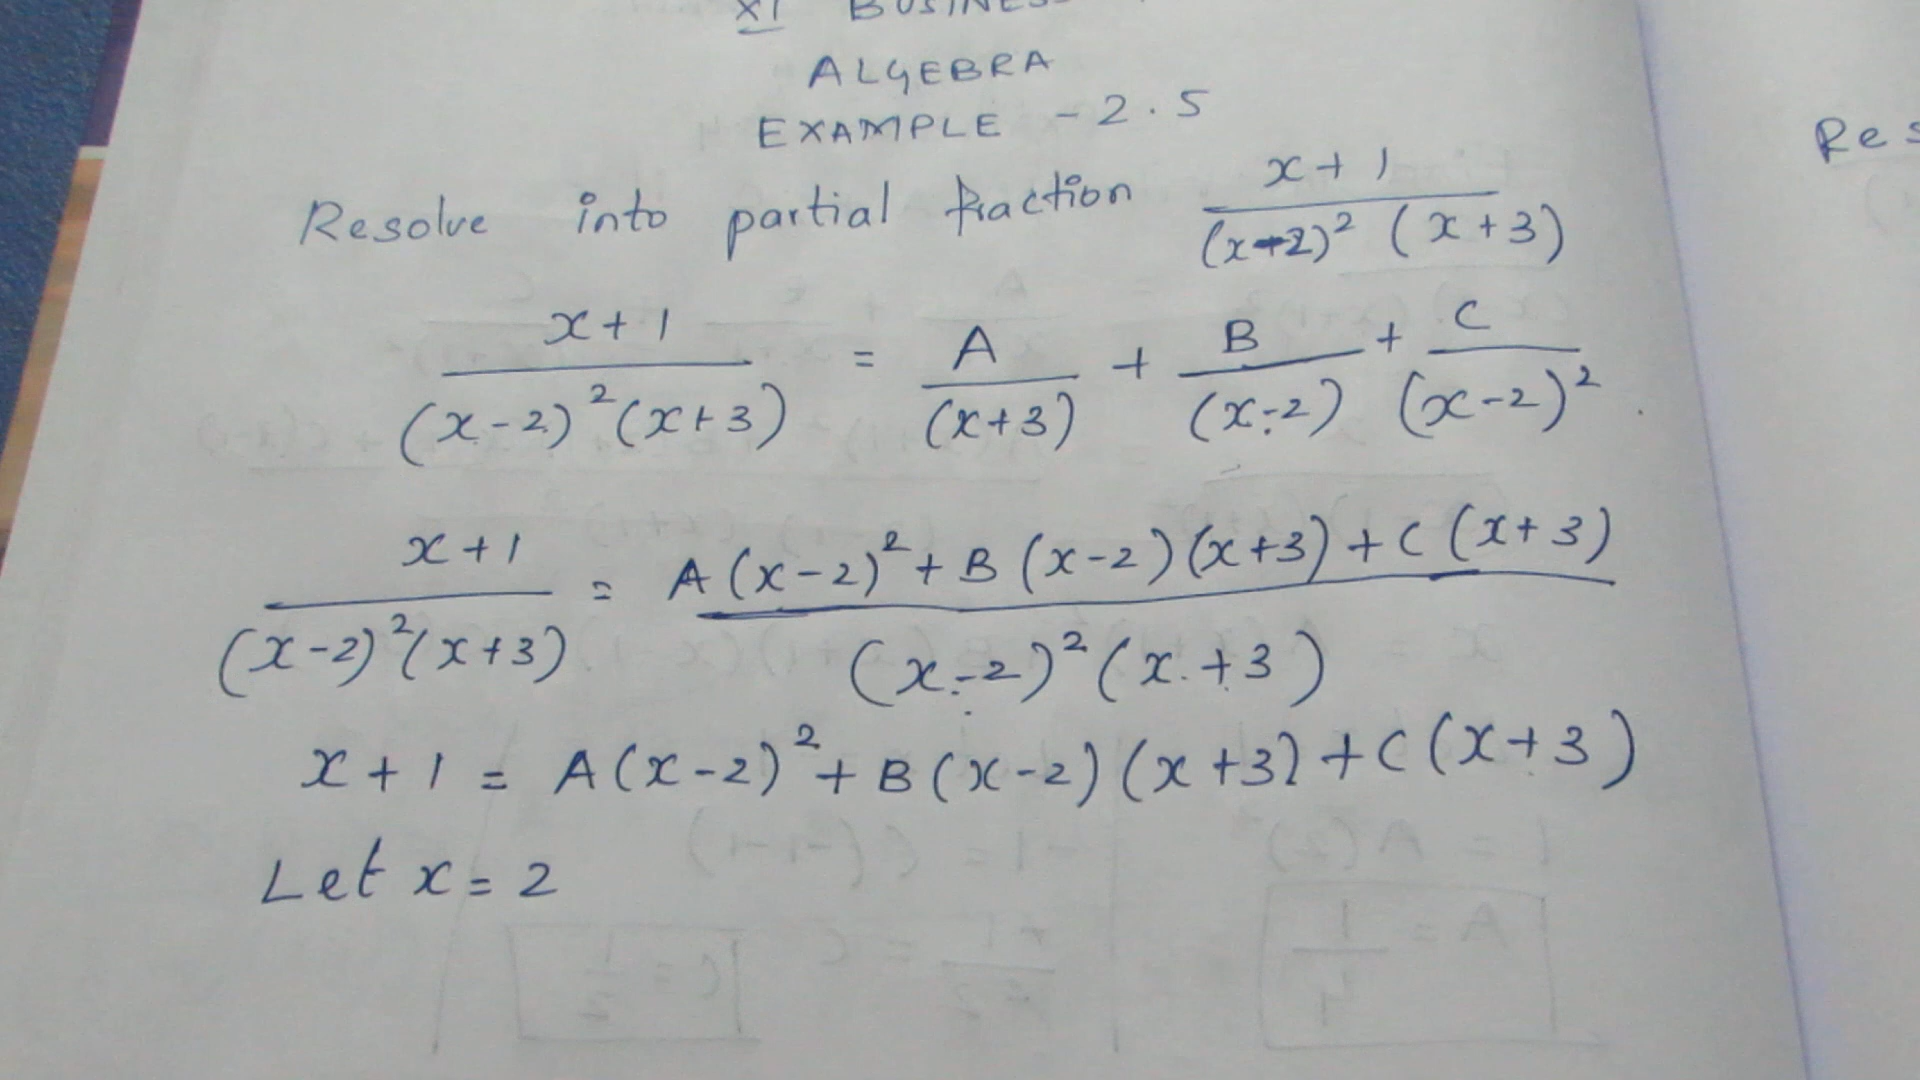 XI BUSINESS
ALGEBRA
EXAMPLE - 2.5
Resolve into partial fraction x+1 / (x-2)² (x+3)
x+1 / (x-2)²(x+3) = A / (x+3) + B / (x-2) + C / (x-2)²
x+1 / (x-2)²(x+3) = A(x-2)²+B(x-2)(x+3)+C(x+3) / (x-2)²(x+3)
x+1 = A(x-2)²+B(x-2)(x+3)+C(x+3)
Let x=2